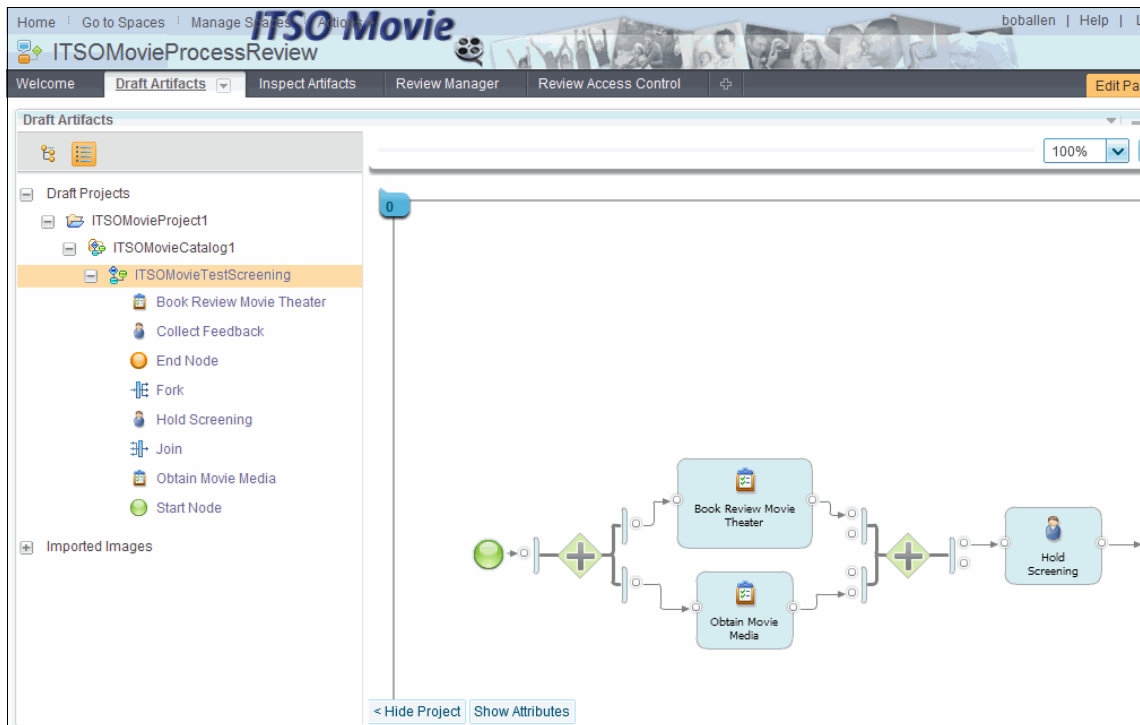 Home Go to Spaces Manage Spaces Actions boballen | Help |
ITSO Movie
ITSOMovieProcessReview
Welcome Draft Artifacts Inspect Artifacts Review Manager Review Access Control Edit Pa
Draft Artifacts
100%
Draft Projects
ITSOMovieProject1
ITSOMovieCatalog1
ITSOMovieTestScreening
Book Review Movie Theater
Collect Feedback
End Node
Fork
Hold Screening
Join
Obtain Movie Media
Start Node
Imported Images
0
Book Review Movie
Theater
Obtain Movie
Media
Hold
Screening
< Hide Project Show Attributes